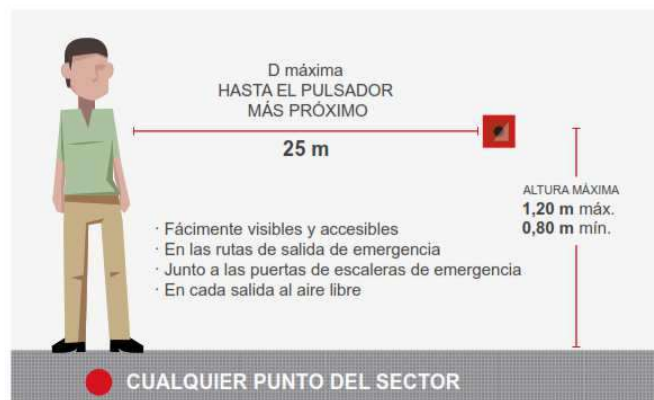 D máxima
HASTA EL PULSADOR
MÁS PRÓXIMO
25 m
ALTURA MÁXIMA
1,20 m máx.
0,80 m mín.
· Fácimente visibles y accesibles
· En las rutas de salida de emergencia
· Junto a las puertas de escaleras de emergencia
· En cada salida al aire libre
CUALQUIER PUNTO DEL SECTOR